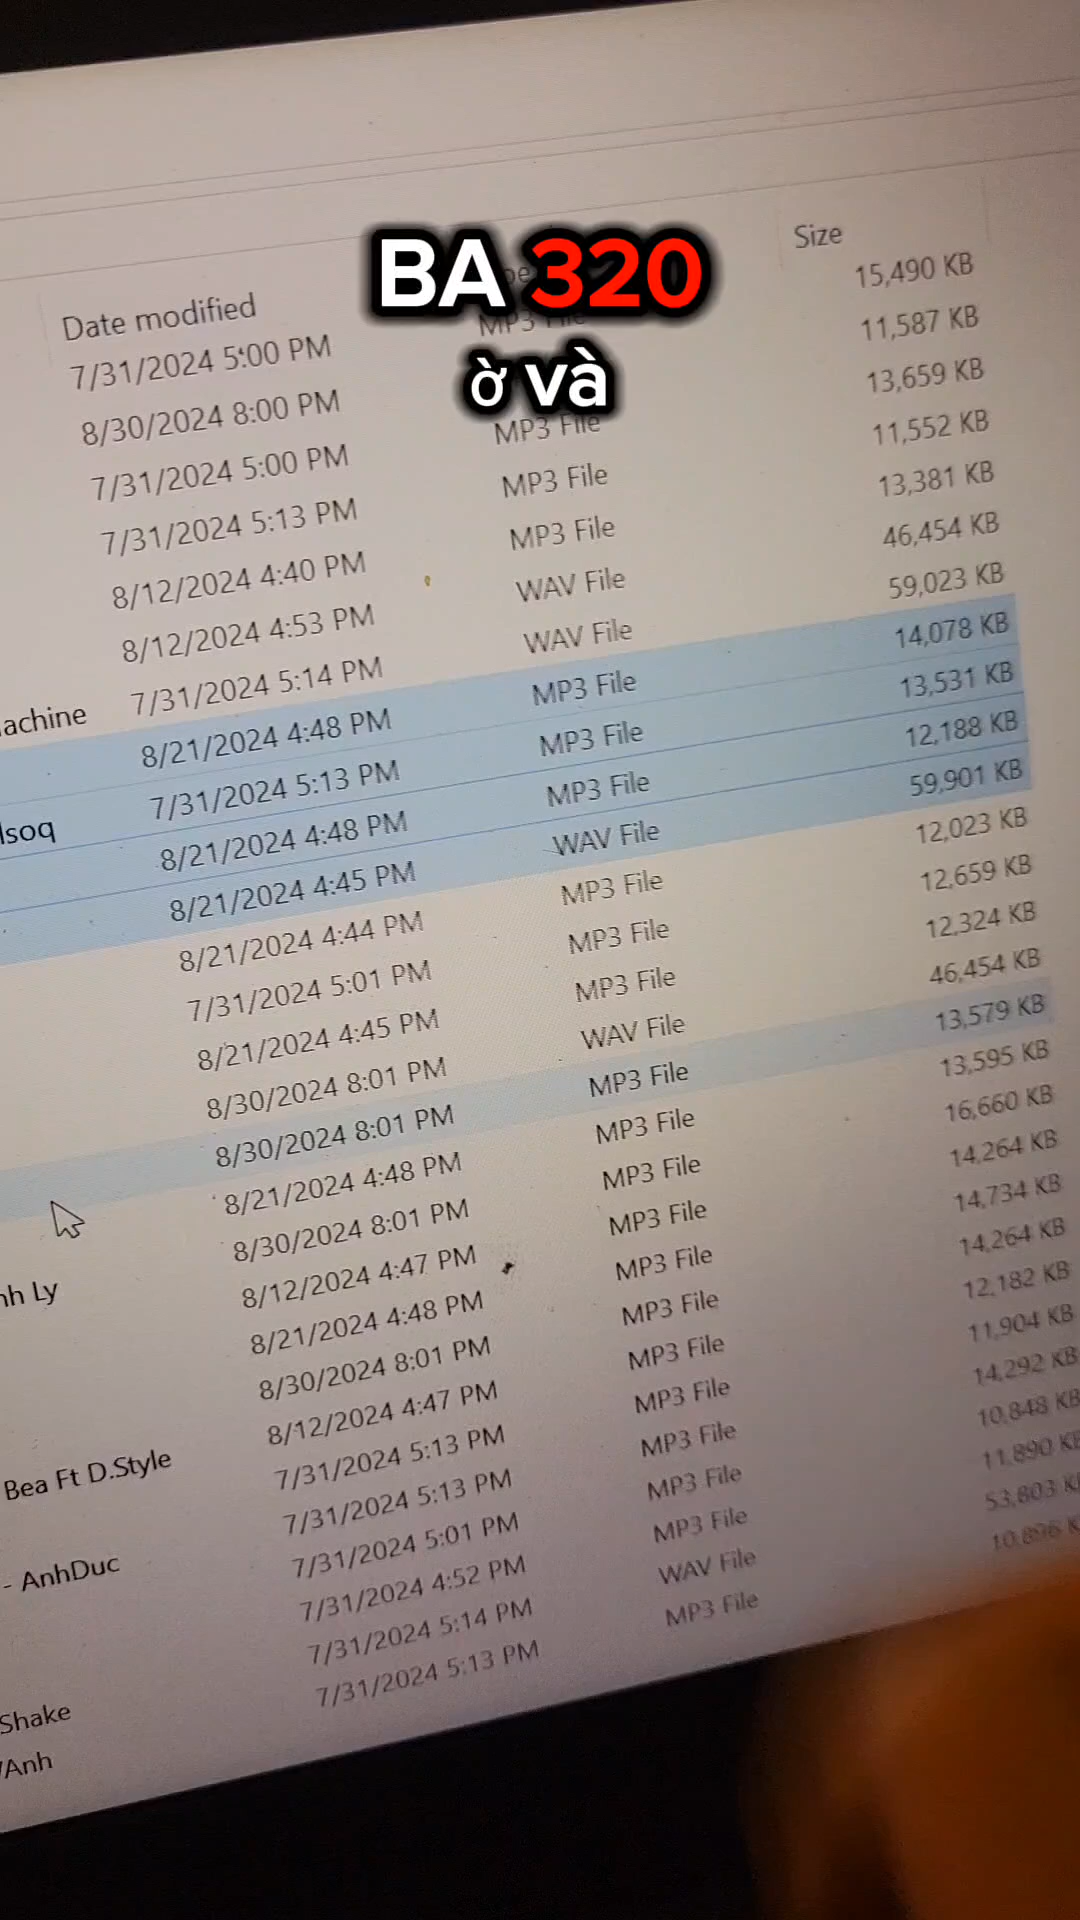 BA 320
ờ và
Date modified Size
7/31/2024 5:00 PM MP3 File 15,490 KB
8/30/2024 8:00 PM 11,587 KB
7/31/2024 5:00 PM MP3 File 13,659 KB
7/31/2024 5:13 PM MP3 File 11,552 KB
8/12/2024 4:40 PM MP3 File 13,381 KB
8/12/2024 4:53 PM WAV File 46,454 KB
achine 7/31/2024 5:14 PM WAV File 59,023 KB
8/21/2024 4:48 PM MP3 File 14,078 KB
lsoq 7/31/2024 5:13 PM MP3 File 13,531 KB
8/21/2024 4:48 PM MP3 File 12,188 KB
8/21/2024 4:45 PM WAV File 59,901 KB
8/21/2024 4:44 PM MP3 File 12,023 KB
7/31/2024 5:01 PM MP3 File 12,659 KB
8/21/2024 4:45 PM MP3 File 12,324 KB
8/30/2024 8:01 PM WAV File 46,454 KB
8/30/2024 8:01 PM MP3 File 13,579 KB
8/21/2024 4:48 PM MP3 File 13,595 KB
nh Ly 8/30/2024 8:01 PM MP3 File 16,660 KB
8/12/2024 4:47 PM MP3 File 14,264 KB
8/21/2024 4:48 PM MP3 File 14,734 KB
8/30/2024 8:01 PM MP3 File 14,264 KB
Bea Ft D.Style 8/12/2024 4:47 PM MP3 File 12,182 KB
7/31/2024 5:13 PM MP3 File 11,904 KB
- AnhDuc 7/31/2024 5:13 PM MP3 File 14,292 KB
7/31/2024 5:01 PM MP3 File 10,848 KB
7/31/2024 4:52 PM MP3 File 11,890 KB
Shake 7/31/2024 5:14 PM WAV File 53,803 K
Anh 7/31/2024 5:13 PM MP3 File 10,896 K